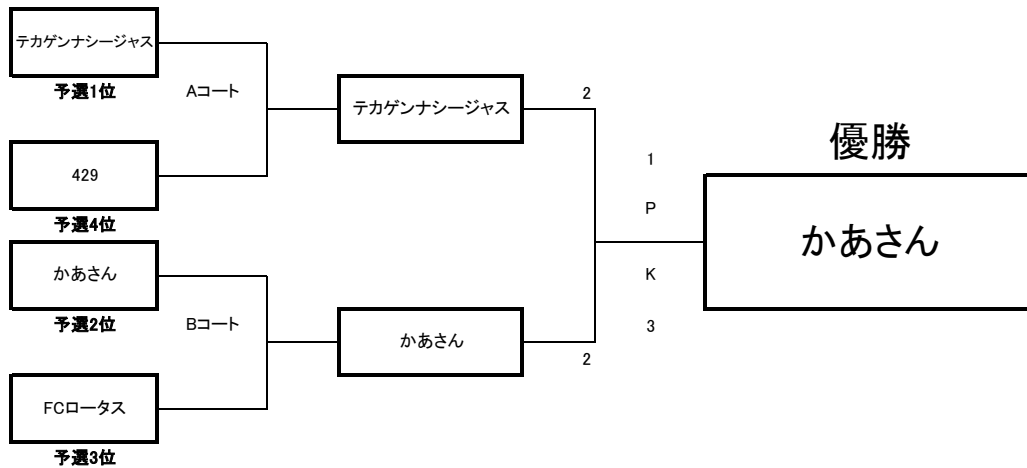 テカゲンナシージャス
予選1位
Aコート
429
予選4位
かあさん
予選2位
Bコート
FCロータス
予選3位
テカゲンナシージャス
2
かあさん
2
1
P
K
3
優勝
かあさん